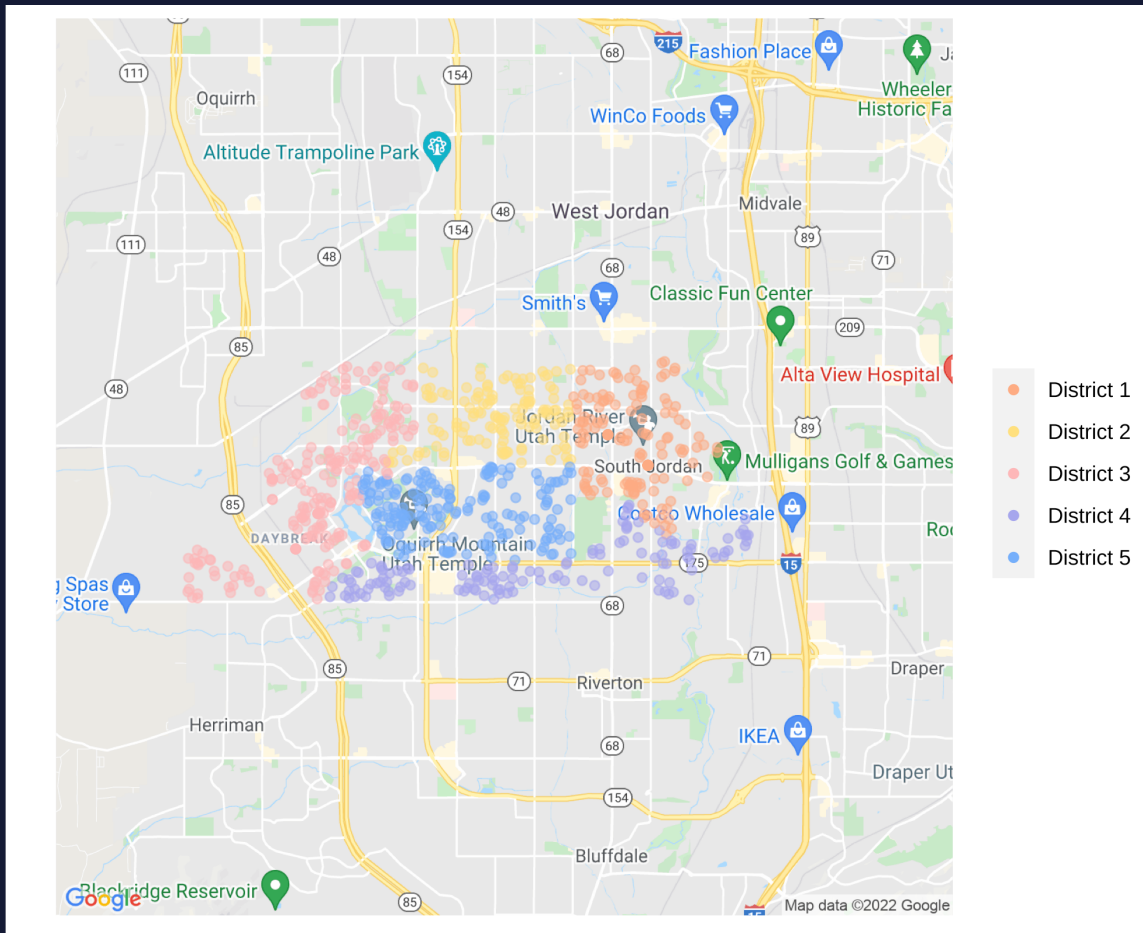 215
68
Fashion Place
111
154
Wheeler
Historic Fa
Oquirrh
WinCo Foods
Altitude Trampoline Park
48
West Jordan
Midvale
154
89
111
48
71
68
Classic Fun Center
Smith's
209
85
Alta View Hospital
48
89
Jordan River
Utah Temple
South Jordan
Mulligans Golf & Games
85
Costco Wholesale
DAYBREAK
Oquirrh Mountain
Utah Temple
175
15
g Spas
y Store
68
71
85
Draper
71
Riverton
Herriman
IKEA
68
Draper Ut
154
Bluffdale
Blackridge Reservoir
Google
85
15
Map data ©2022 Google
District 1
District 2
District 3
District 4
District 5